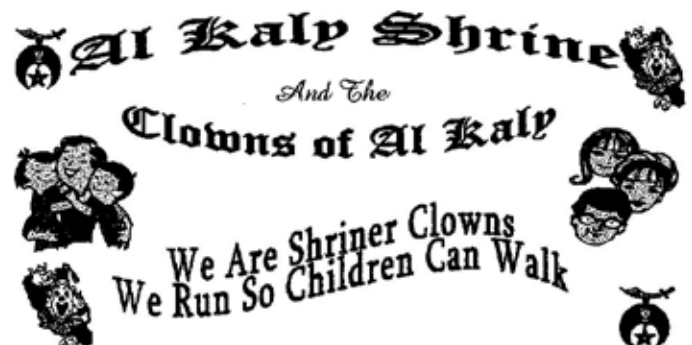 Al Kaly Shrine
And The
Clowns of Al Kaly
We Are Shriner Clowns
We Run So Children Can Walk